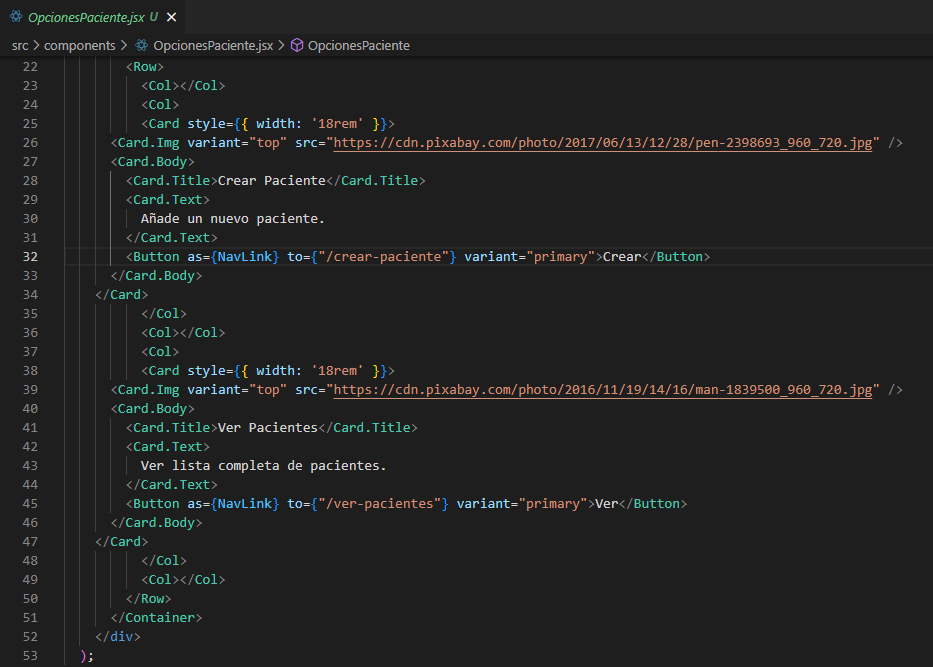 OpcionesPaciente.jsx U
src > components > OpcionesPaciente.jsx > OpcionesPaciente
22 <Row>
23 <Col></Col>
24 <Col>
25 <Card style={{ width: '18rem' }}>
26 <Card.Img variant="top" src="https://cdn.pixabay.com/photo/2017/06/13/12/28/pen-2398693_960_720.jpg" />
27 <Card.Body>
28 <Card.Title>Crear Paciente</Card.Title>
29 <Card.Text>
30 Añade un nuevo paciente.
31 </Card.Text>
32 <Button as={NavLink} to={"/crear-paciente"} variant="primary">Crear</Button>
33 </Card.Body>
34 </Card>
35 </Col>
36 <Col></Col>
37 <Col>
38 <Card style={{ width: '18rem' }}>
39 <Card.Img variant="top" src="https://cdn.pixabay.com/photo/2016/11/19/14/16/man-1839500_960_720.jpg" />
40 <Card.Body>
41 <Card.Title>Ver Pacientes</Card.Title>
42 <Card.Text>
43 Ver lista completa de pacientes.
44 </Card.Text>
45 <Button as={NavLink} to={"/ver-pacientes"} variant="primary">Ver</Button>
46 </Card.Body>
47 </Card>
48 </Col>
49 <Col></Col>
50 </Row>
51 </Container>
52 </div>
53 );